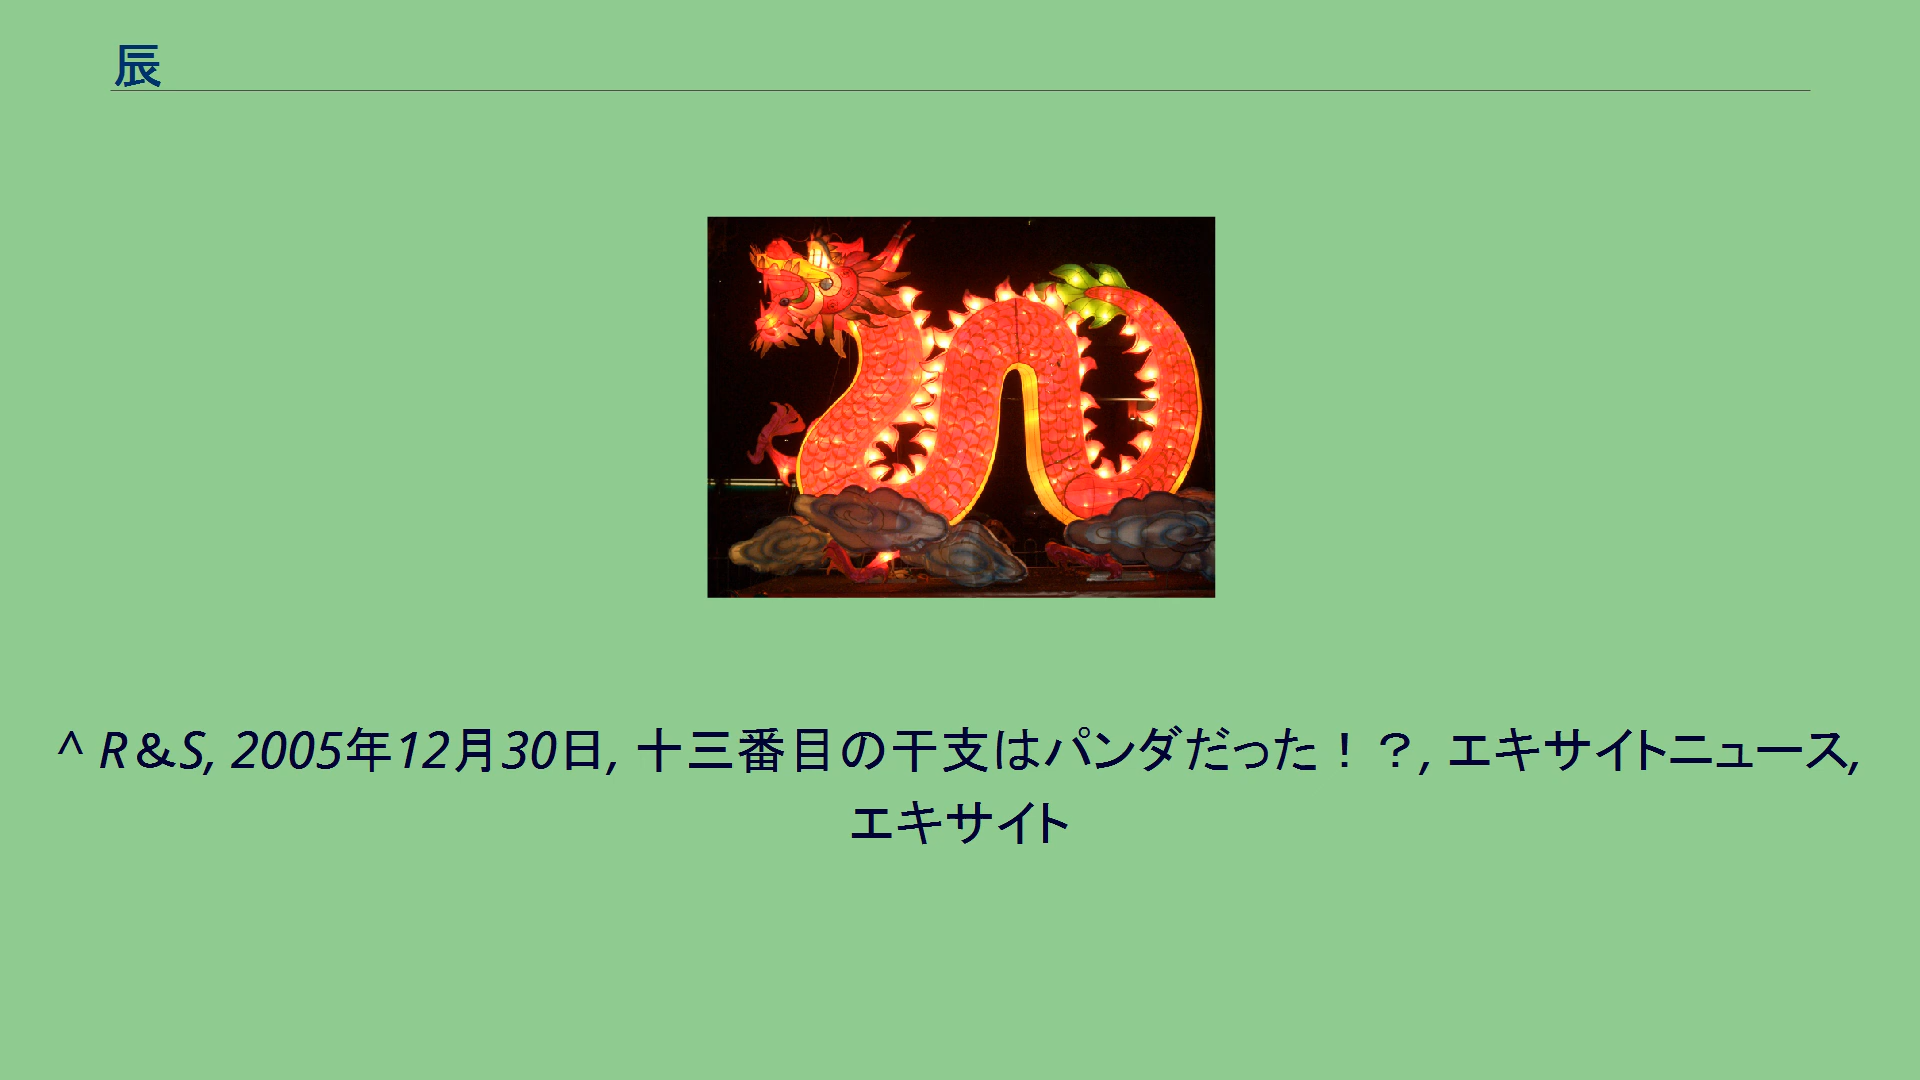 辰
^ R＆S, 2005年12月30日, 十三番目の干支はパンダだった！？, エキサイトニュース,
エキサイト